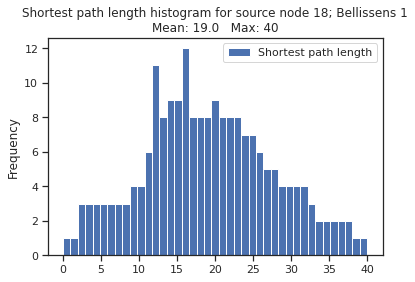 Shortest path length histogram for source node 18; Bellissens 1
Mean: 19.0   Max: 40
Shortest path length
Frequency
12
10
8
6
4
2
0
0 5 10 15 20 25 30 35 40